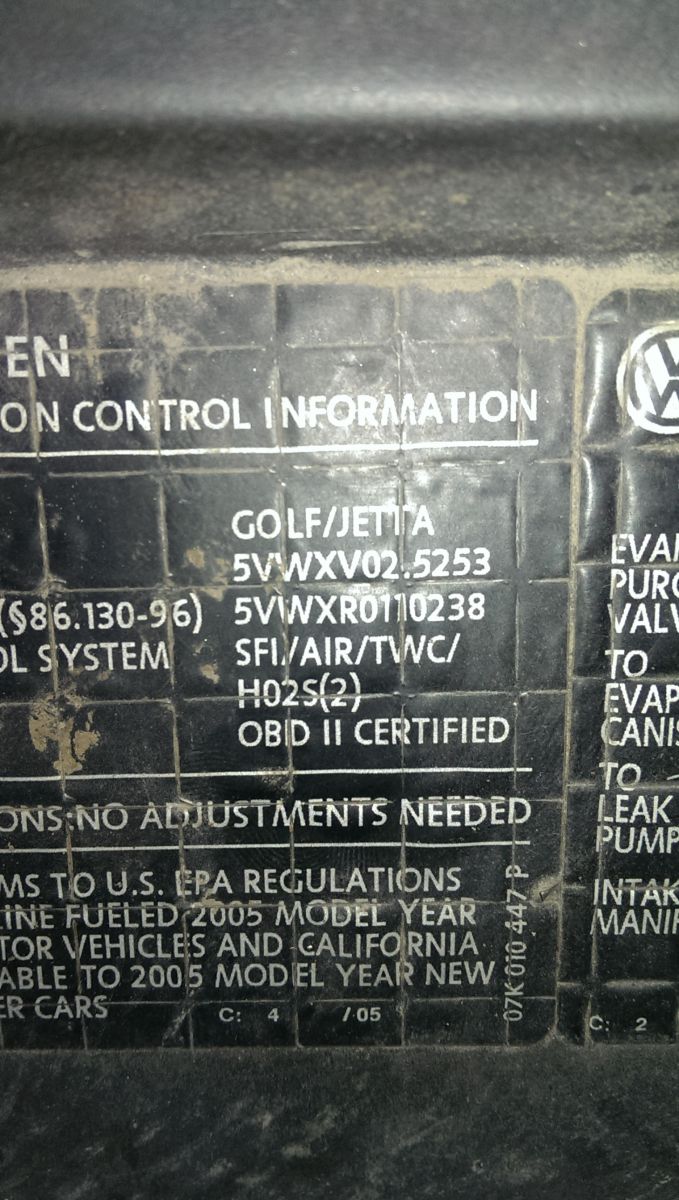 EN
ON CONTROL INFORMATION
GOLF/JETTA
5VWXV02.5253
(§86.130-96) 5VWXR0110238
OL SYSTEM SFI/AIR/TWC/
H02S(2)
OBD II CERTIFIED
ONS:NO ADJUSTMENTS NEEDED
MS TO U.S. EPA REGULATIONS
LINE FUELED 2005 MODEL YEAR
TOR VEHICLES AND CALIFORNIA
ABLE TO 2005 MODEL YEAR NEW
ER CARS
C: 4 /05
07K 010 447 P
VW
EVA
PURG
VALV
TO
EVAP
CANIS
TO
LEAK
PUMP
INTAK
MANIF
C: 2